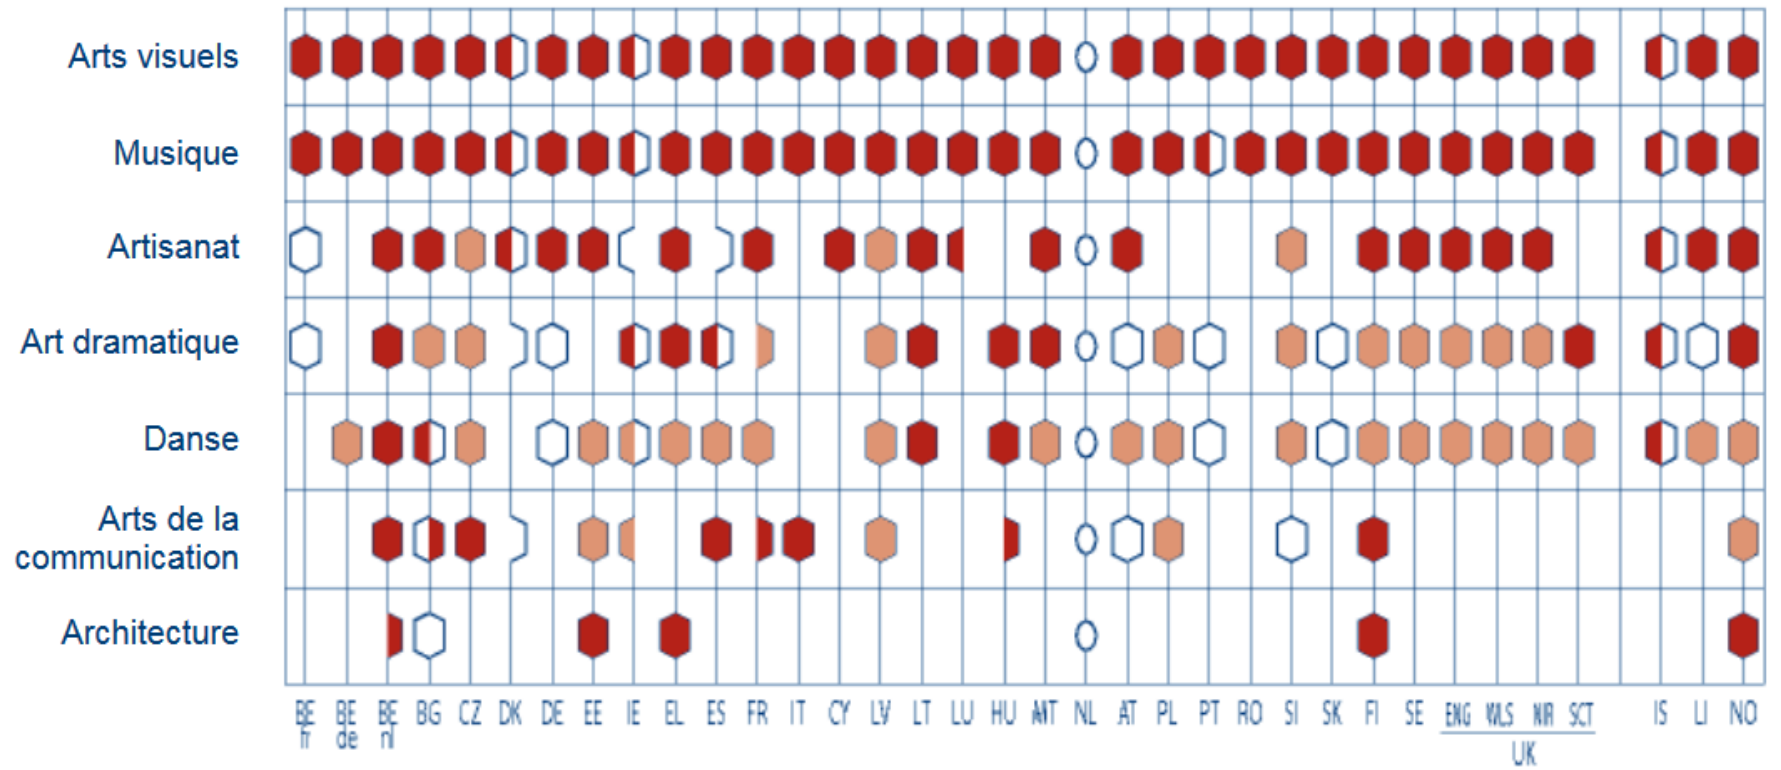 Arts visuels
Musique
Artisanat
Art dramatique
Danse
Arts de la
communication
Architecture
BE BE BE BG CZ DK DE EE IE EL ES FR IT CY LV LT LU HU MT NL AT PL PT RO SI SK FI SE ENG WLS NIR SCT IS LI NO
fr de nl
UK